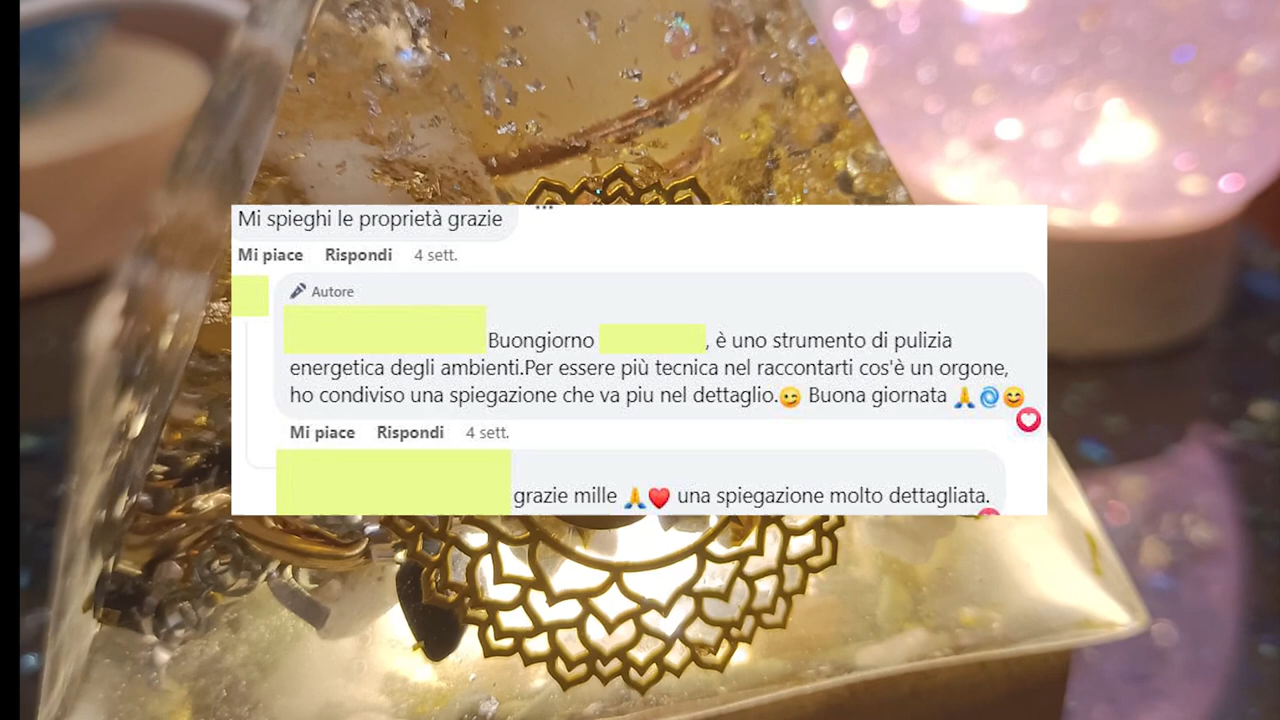 Mi spieghi le proprietà grazie
...
Mi piace Rispondi 4 sett.
Autore
Buongiorno , è uno strumento di pulizia
energetica degli ambienti.Per essere più tecnica nel raccontarti cos'è un orgone,
ho condiviso una spiegazione che va piu nel dettaglio.😉 Buona giornata 🙏🌀😊
Mi piace Rispondi 4 sett.
grazie mille 🙏❤️ una spiegazione molto dettagliata.